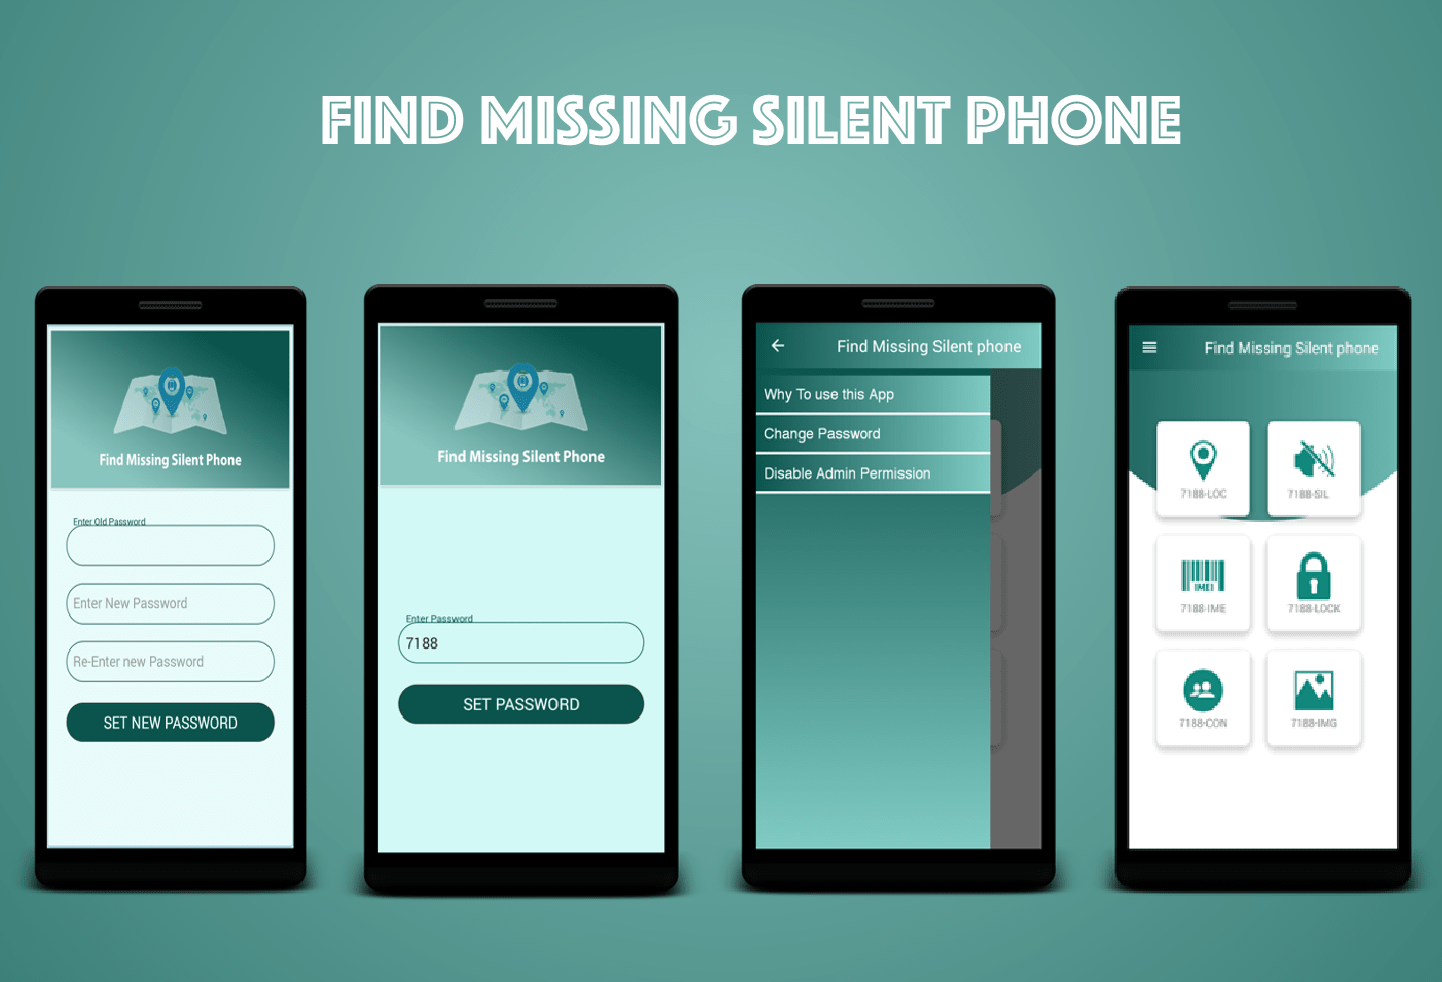 FIND MISSING SILENT PHONE
Find Missing Silent Phone
Enter Old Password
Enter New Password
Re-Enter new Password
SET NEW PASSWORD
Find Missing Silent Phone
Enter Password
7188
SET PASSWORD
Find Missing Silent phone
Why To use this App
Change Password
Disable Admin Permission
Find Missing Silent phone
7188-LOC
7188-SIL
IMEI
7188-IME
7188-LOCK
7188-CON
7188-IMG